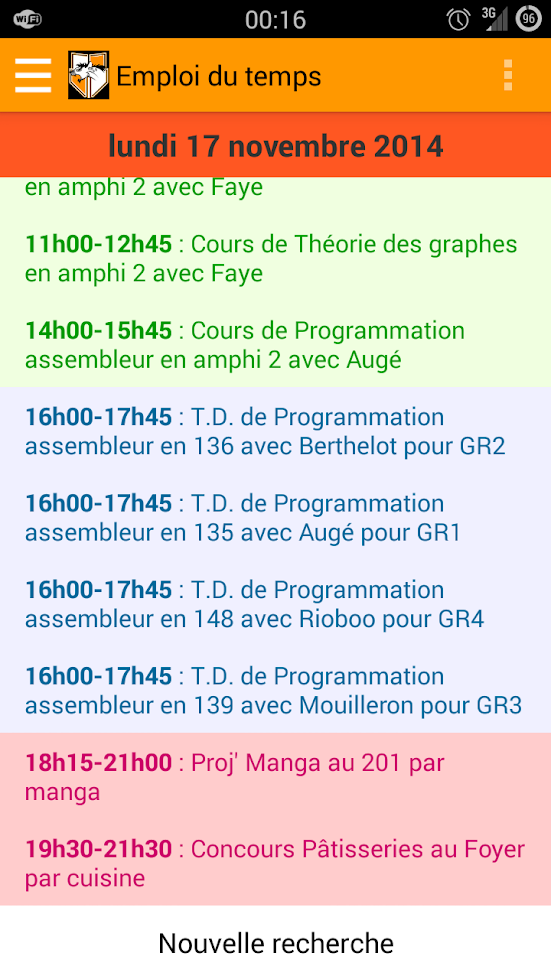 WiFi
00:16
3G
96
Emploi du temps
lundi 17 novembre 2014
en amphi 2 avec Faye
11h00-12h45 : Cours de Théorie des graphes
en amphi 2 avec Faye
14h00-15h45 : Cours de Programmation
assembleur en amphi 2 avec Augé
16h00-17h45 : T.D. de Programmation
assembleur en 136 avec Berthelot pour GR2
16h00-17h45 : T.D. de Programmation
assembleur en 135 avec Augé pour GR1
16h00-17h45 : T.D. de Programmation
assembleur en 148 avec Rioboo pour GR4
16h00-17h45 : T.D. de Programmation
assembleur en 139 avec Mouilleron pour GR3
18h15-21h00 : Proj' Manga au 201 par
manga
19h30-21h30 : Concours Pâtisseries au Foyer
par cuisine
Nouvelle recherche